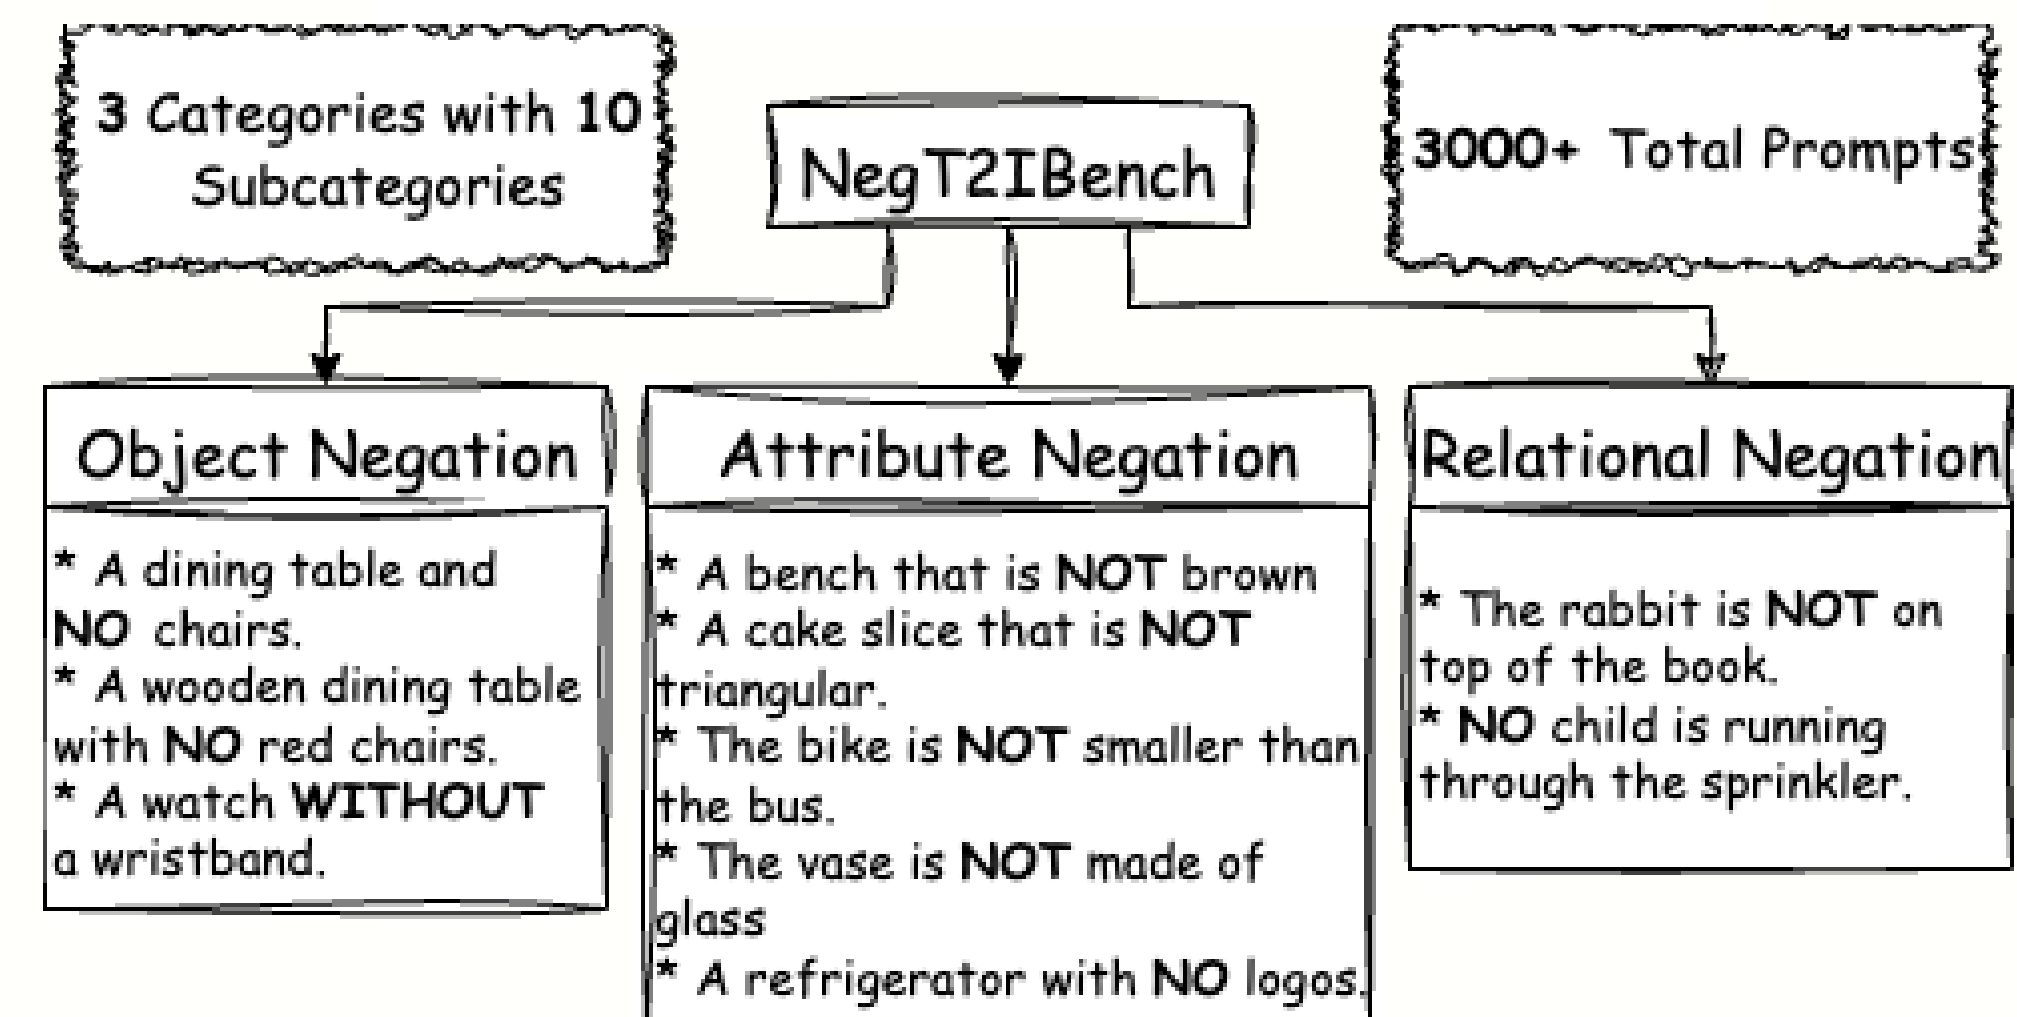 3 Categories with 10
Subcategories
NegT2IBench
3000+ Total Prompts
Object Negation
* A dining table and
NO chairs.
* A wooden dining table
with NO red chairs.
* A watch WITHOUT
a wristband.
Attribute Negation
* A bench that is NOT brown
* A cake slice that is NOT
triangular.
* The bike is NOT smaller than
the bus.
* The vase is NOT made of
glass
* A refrigerator with NO logos.
Relational Negation
* The rabbit is NOT on
top of the book.
* NO child is running
through the sprinkler.